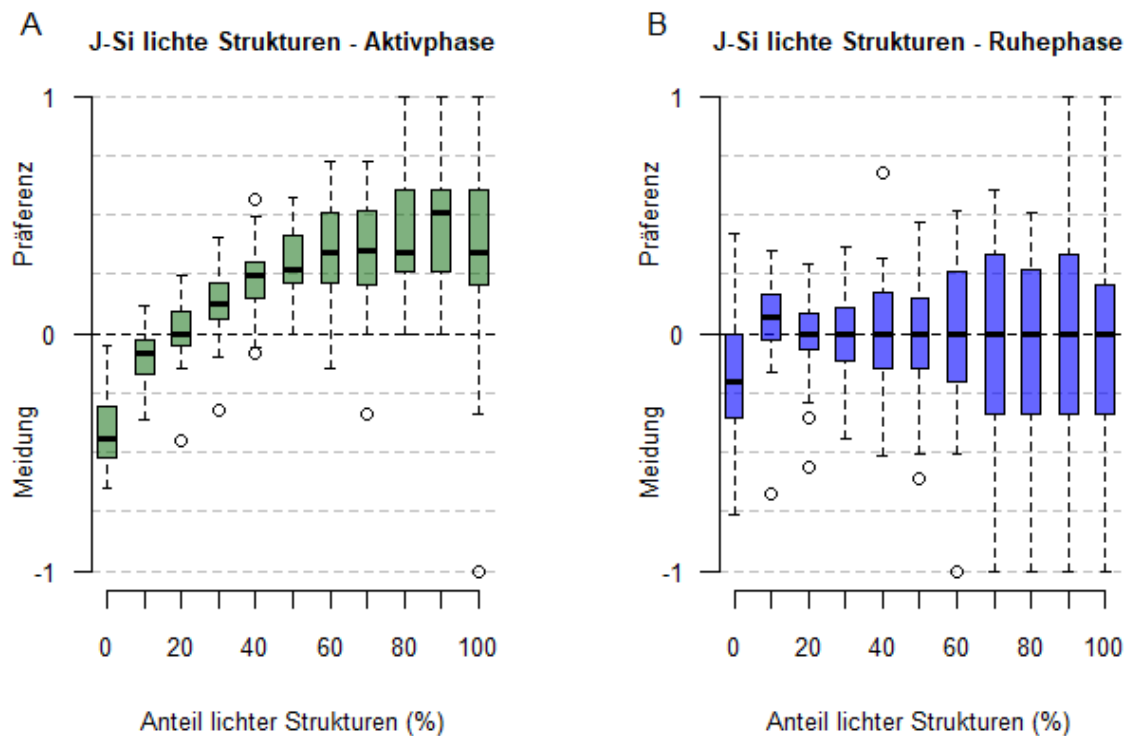 A
J-Si lichte Strukturen - Aktivphase
1
0
-1
Präferenz
Meidung
0 20 40 60 80 100
Anteil lichter Strukturen (%)
B
J-Si lichte Strukturen - Ruhephase
1
0
-1
Präferenz
Meidung
0 20 40 60 80 100
Anteil lichter Strukturen (%)